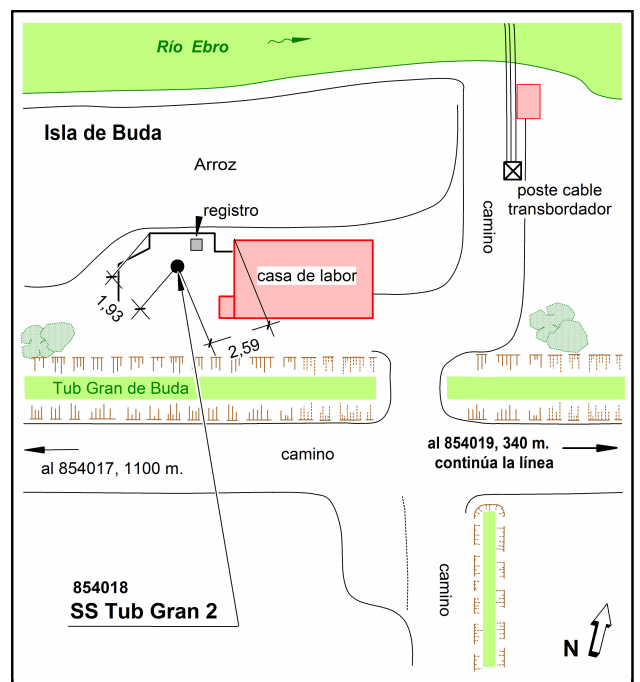 Río Ebro
Isla de Buda
Arroz
registro
poste cable
transbordador
camino
casa de labor
1,93
2,59
Tub Gran de Buda
camino
al 854019, 340 m.
continúa la línea
al 854017, 1100 m.
854018
SS Tub Gran 2
camino
N